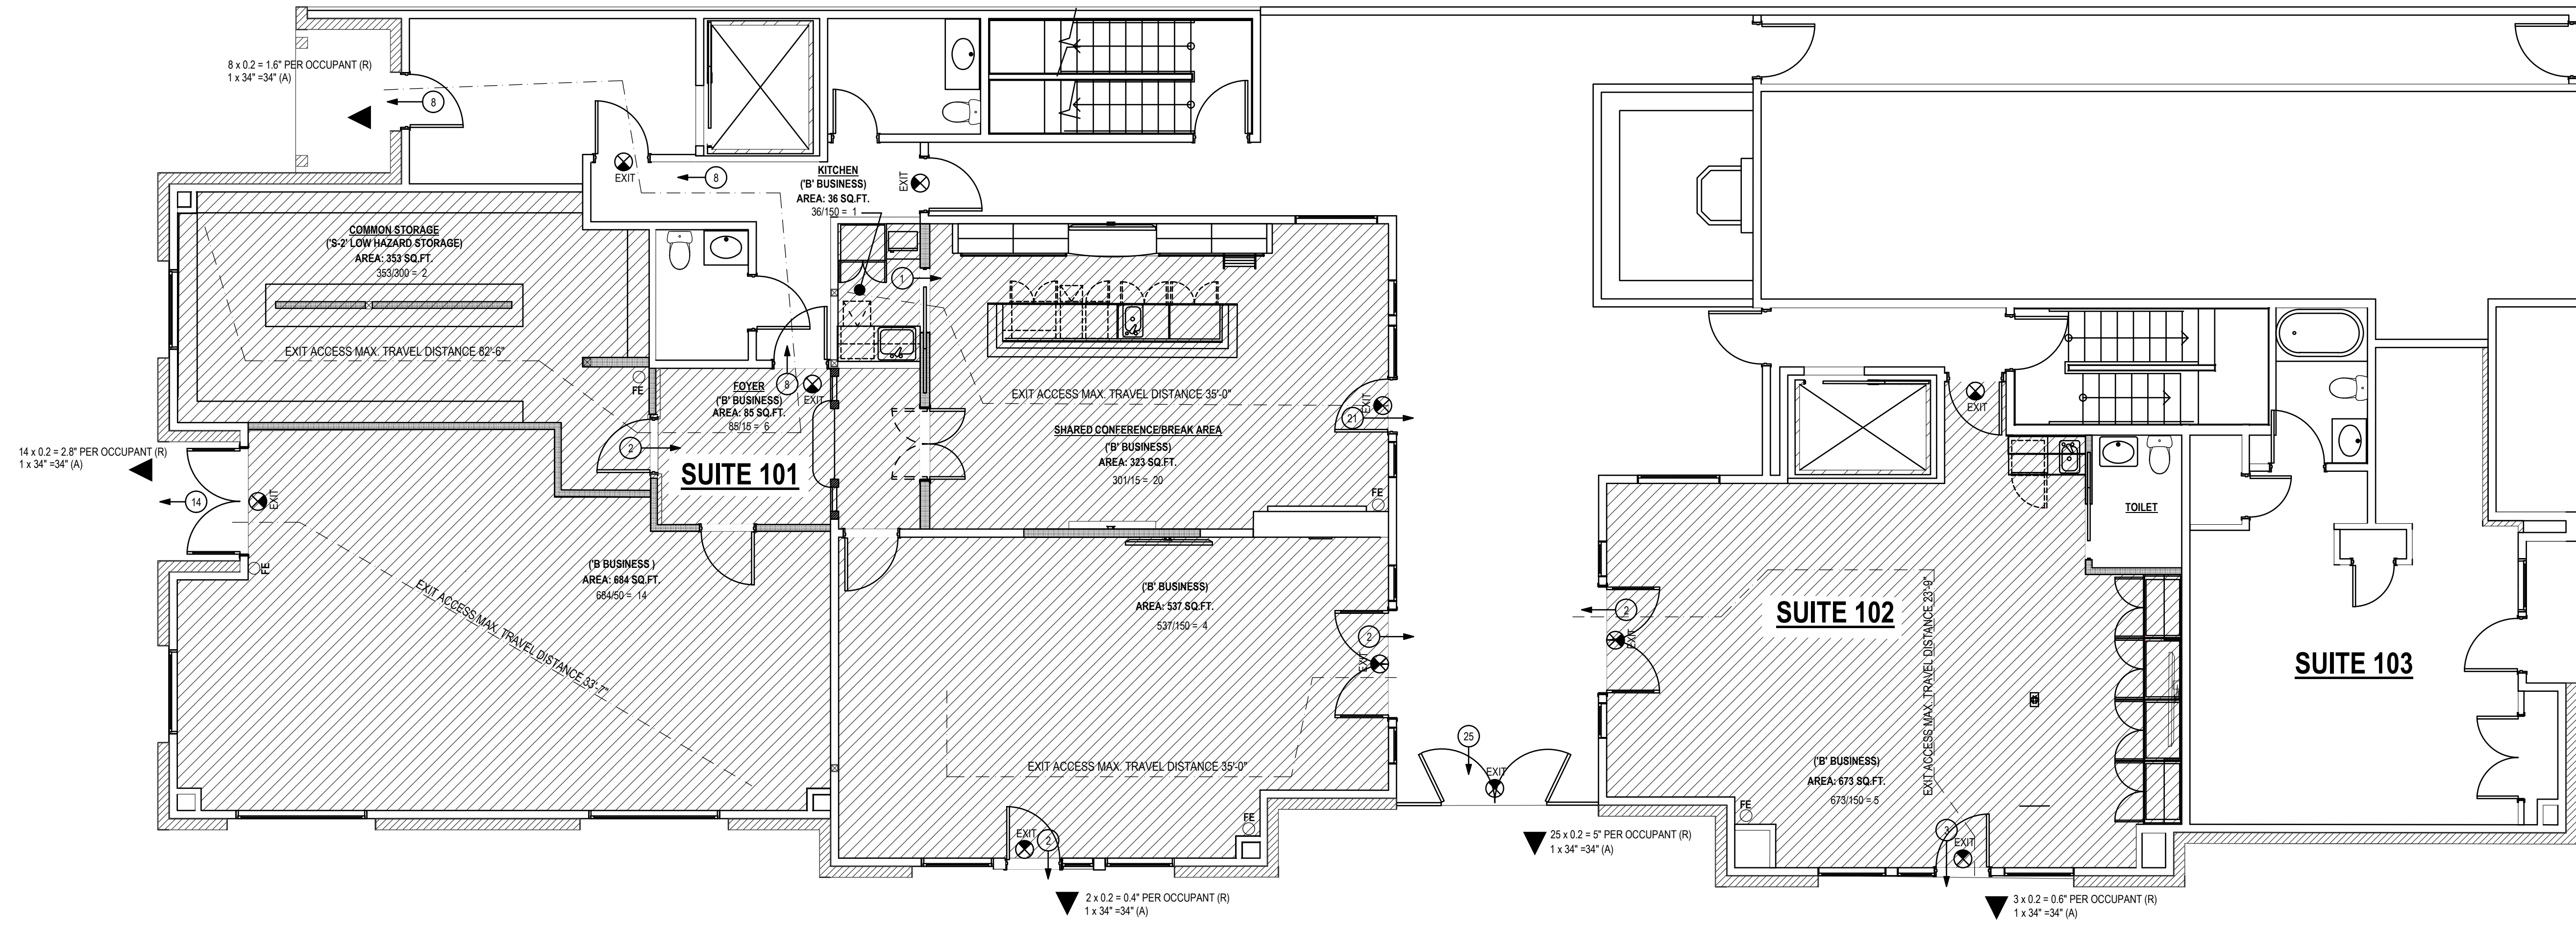 8 x 0.2 = 1.6" PER OCCUPANT (R)
1 x 34" =34" (A)
8
EXIT
8
KITCHEN
('B' BUSINESS)
AREA: 36 SQ.FT.
36/150 = 1
EXIT
COMMON STORAGE
('S-2' LOW HAZARD STORAGE)
AREA: 353 SQ.FT.
353/300 = 2
EXIT ACCESS MAX. TRAVEL DISTANCE 82'-6"
FE
1
FOYER
('B' BUSINESS)
AREA: 85 SQ.FT.
85/15 = 6
8
EXIT
2
SUITE 101
EXIT ACCESS MAX. TRAVEL DISTANCE 35'-0"
EXIT
21
SHARED CONFERENCE/BREAK AREA
('B' BUSINESS)
AREA: 323 SQ.FT.
301/15 = 20
FE
14 x 0.2 = 2.8" PER OCCUPANT (R)
1 x 34" =34" (A)
14
EXIT
FE
('B BUSINESS )
AREA: 684 SQ.FT.
684/50 = 14
EXIT ACCESS MAX. TRAVEL DISTANCE 33'-7"
('B' BUSINESS)
AREA: 537 SQ.FT.
537/150 = 4
2
EXIT
EXIT ACCESS MAX. TRAVEL DISTANCE 35'-0"
FE
EXIT
2
2 x 0.2 = 0.4" PER OCCUPANT (R)
1 x 34" =34" (A)
25
EXIT
25 x 0.2 = 5" PER OCCUPANT (R)
1 x 34" =34" (A)
EXIT
TOILET
2
EXIT
SUITE 102
EXIT ACCESS MAX. TRAVEL DISTANCE 23'-9"
('B' BUSINESS)
AREA: 673 SQ.FT.
673/150 = 5
FE
3
EXIT
3 x 0.2 = 0.6" PER OCCUPANT (R)
1 x 34" =34" (A)
SUITE 103